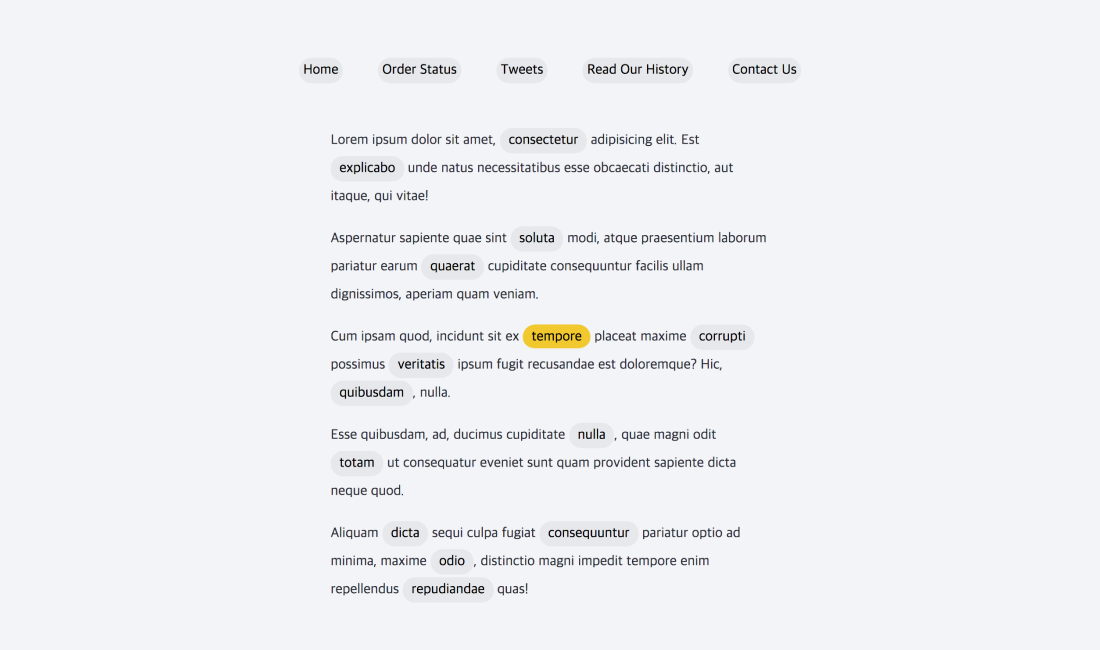 Home Order Status Tweets Read Our History Contact Us
Lorem ipsum dolor sit amet, consectetur adipisicing elit. Est
explicabo unde natus necessitatibus esse obcaecati distinctio, aut
itaque, qui vitae!
Aspernatur sapiente quae sint soluta modi, atque praesentium laborum
pariatur earum quaerat cupiditate consequuntur facilis ullam
dignissimos, aperiam quam veniam.
Cum ipsam quod, incidunt sit ex tempore placeat maxime corrupti
possimus veritatis ipsum fugit recusandae est doloremque? Hic,
quibusdam , nulla.
Esse quibusdam, ad, ducimus cupiditate nulla , quae magni odit
totam ut consequatur eveniet sunt quam provident sapiente dicta
neque quod.
Aliquam dicta sequi culpa fugiat consequuntur pariatur optio ad
minima, maxime odio , distinctio magni impedit tempore enim
repellendus repudiandae quas!